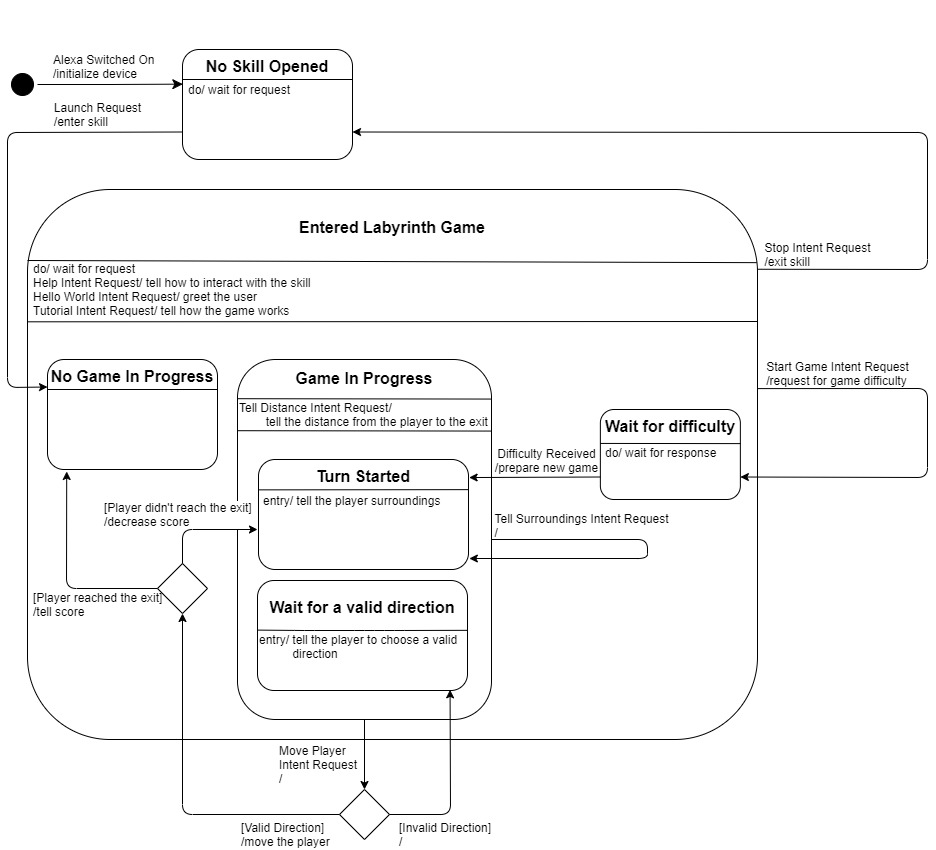 Alexa Switched On
/initialize device
No Skill Opened
do/ wait for request
Launch Request
/enter skill
Entered Labyrinth Game
Stop Intent Request
/exit skill
do/ wait for request
Help Intent Request/ tell how to interact with the skill
Hello World Intent Request/ greet the user
Tutorial Intent Request/ tell how the game works
Start Game Intent Request
/request for game difficulty
No Game In Progress
Game In Progress
Tell Distance Intent Request/
tell the distance from the player to the exit
Wait for difficulty
do/ wait for response
Difficulty Received
/prepare new game
Turn Started
entry/ tell the player surroundings
[Player didn't reach the exit]
/decrease score
Tell Surroundings Intent Request
/
[Player reached the exit]
/tell score
Wait for a valid direction
entry/ tell the player to choose a valid
direction
Move Player
Intent Request
/
[Valid Direction]
/move the player
[Invalid Direction]
/